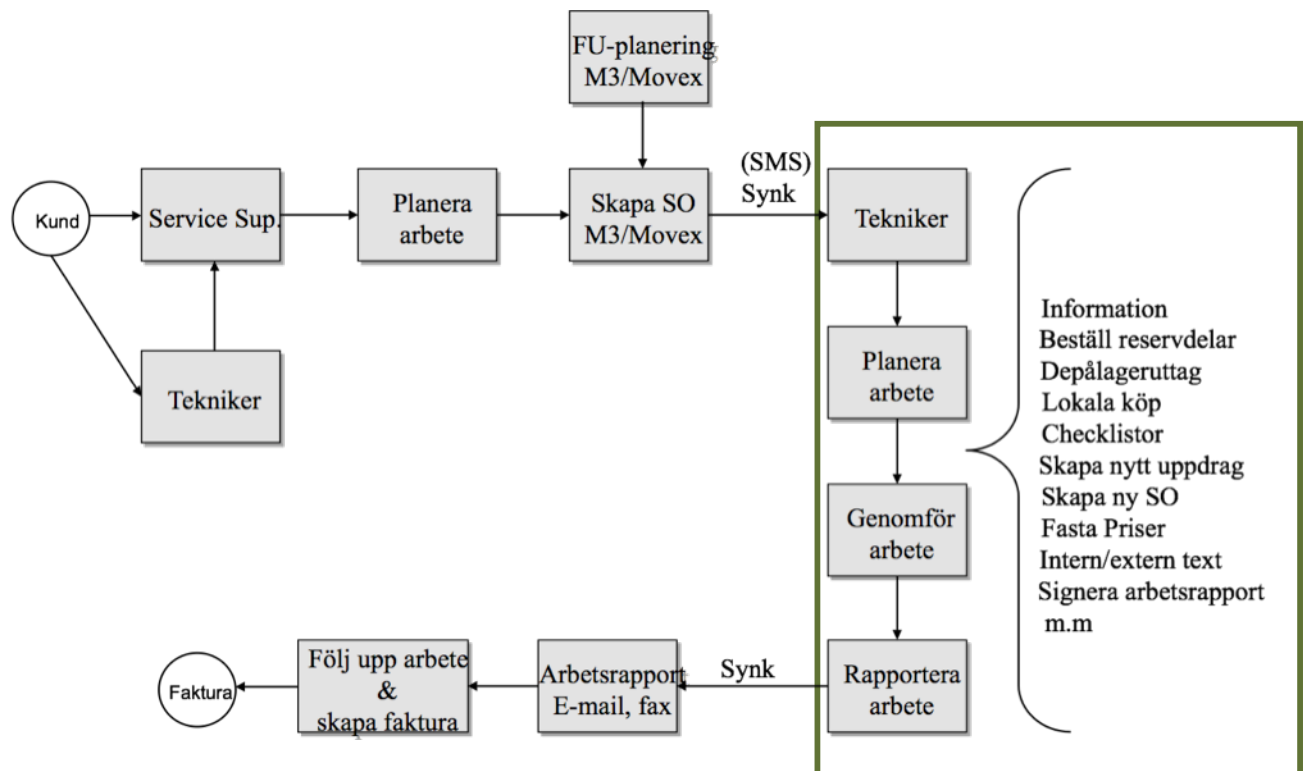 FU-planering
M3/Movex
(SMS)
Synk
Kund
Service Sup.
Planera
arbete
Skapa SO
M3/Movex
Tekniker
Tekniker
Planera
arbete
Genomför
arbete
Rapportera
arbete
Information
Beställ reservdelar
Depålageruttag
Lokala köp
Checklistor
Skapa nytt uppdrag
Skapa ny SO
Fasta Priser
Intern/extern text
Signera arbetsrapport
m.m
Synk
Arbetsrapport
E-mail, fax
Följ upp arbete
&
skapa faktura
Faktura